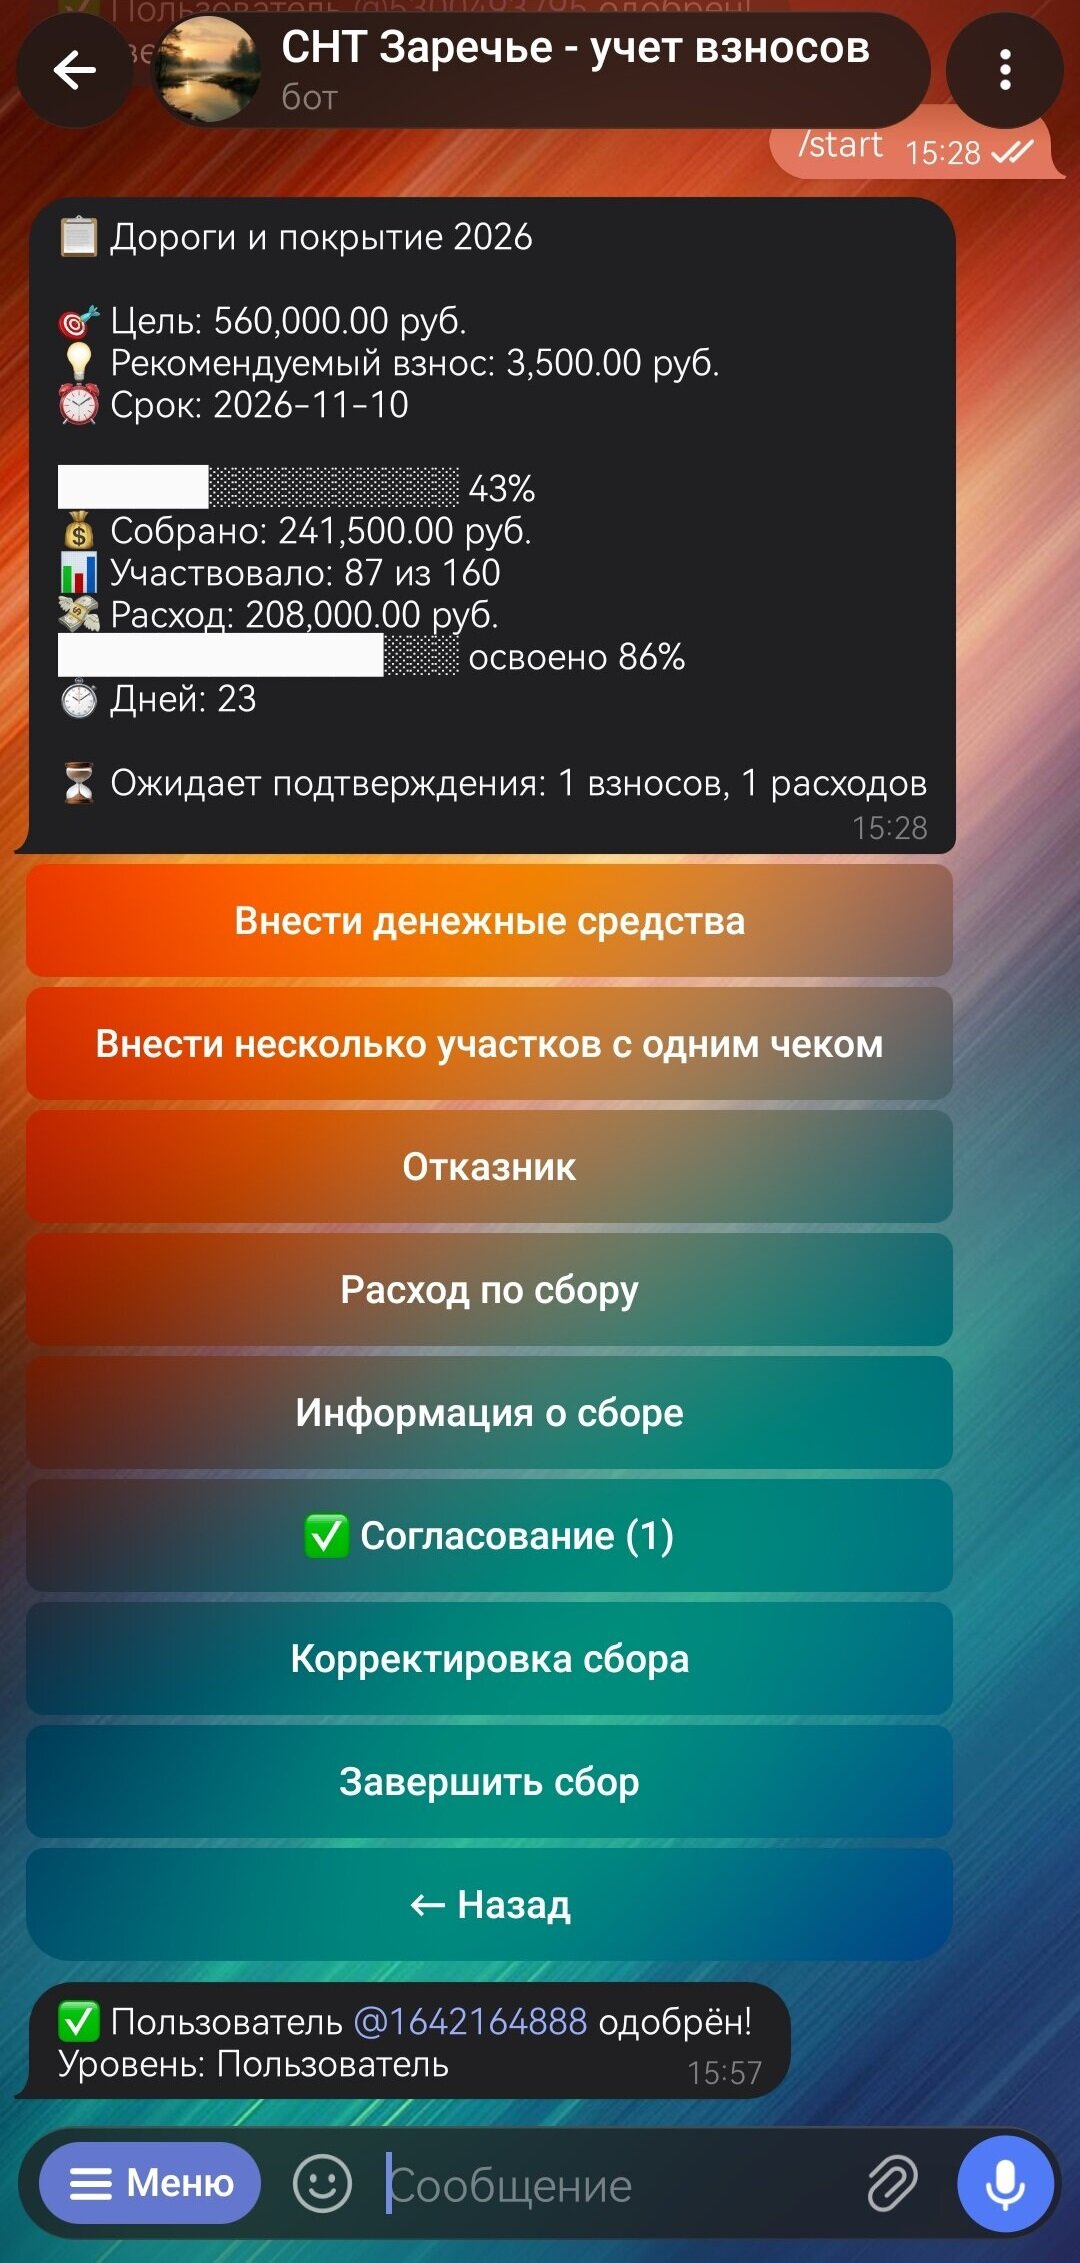 Пользователь @5300493795 одобрен!
СНТ Заречье - учет взносов
бот
/start 15:28
Дороги и покрытие 2026
Цель: 560,000.00 руб.
Рекомендуемый взнос: 3,500.00 руб.
Срок: 2026-11-10
43%
Собрано: 241,500.00 руб.
Участвовало: 87 из 160
Расход: 208,000.00 руб.
освоено 86%
Дней: 23
Ожидает подтверждения: 1 взносов, 1 расходов
15:28
Внести денежные средства
Внести несколько участков с одним чеком
Отказник
Расход по сбору
Информация о сборе
Согласование (1)
Корректировка сбора
Завершить сбор
← Назад
Пользователь @1642164888 одобрён!
Уровень: Пользователь
15:57
Меню
Сообщение